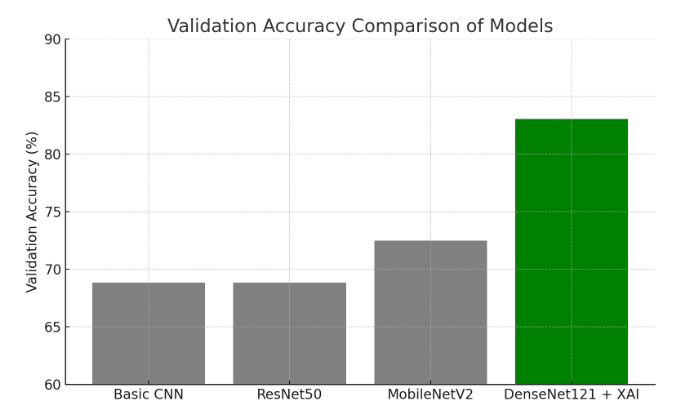 Validation Accuracy Comparison of Models
Validation Accuracy (%)
90
85
80
75
70
65
60
Basic CNN
ResNet50
MobileNetV2
DenseNet121 + XAI